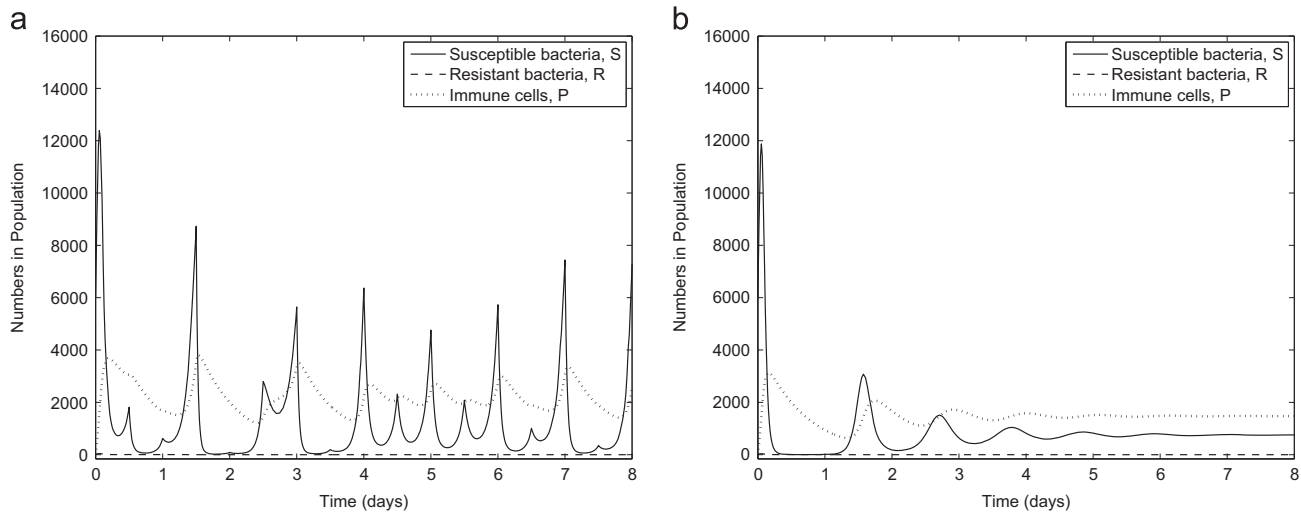 a
16000
14000
12000
10000
8000
6000
4000
2000
0
Numbers in Population
0 1 2 3 4 5 6 7 8
Time (days)
Susceptible bacteria, S
Resistant bacteria, R
Immune cells, P
b
16000
14000
12000
10000
8000
6000
4000
2000
0
Numbers in Population
0 1 2 3 4 5 6 7 8
Time (days)
Susceptible bacteria, S
Resistant bacteria, R
Immune cells, P